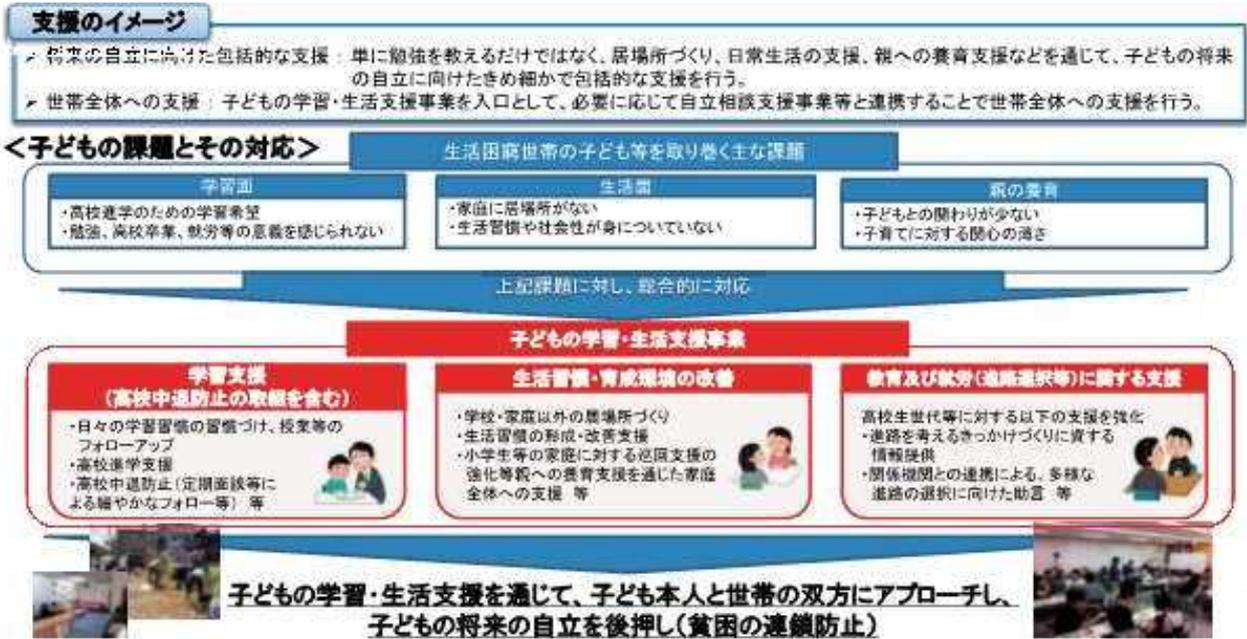 支援のイメージ
➢ 将来の自立に向けた包括的な支援：単に勉強を教えるだけではなく、居場所づくり、日常生活の支援、親への養育支援などを通じて、子どもの将来
の自立に向けたきめ細かで包括的な支援を行う。
➢ 世帯全体への支援：子どもの学習・生活支援事業を入口として、必要に応じて自立相談支援事業等と連携することで世帯全体への支援を行う。
＜子どもの課題とその対応＞
生活困窮世帯の子ども等を取り巻く主な課題
学習面
・高校進学のための学習希望
・勉強、高校卒業、就労等の意義を感じられない
生活面
・家庭に居場所がない
・生活習慣や社会性が身についていない
親の養育
・子どもとの関わりが少ない
・子育てに対する関心の薄さ
上記課題に対し、総合的に対応
子どもの学習・生活支援事業
学習支援
（高校中退防止の取組を含む）
・日々の学習習慣の習慣づけ、授業等の
フォローアップ
・高校進学支援
・高校中退防止（定期面談等に
よる細やかなフォロー等） 等
生活習慣・育成環境の改善
・学校・家庭以外の居場所づくり
・生活習慣の形成・改善支援
・小学生等の家庭に対する巡回支援の
強化等親への養育支援を通じた家庭
全体への支援 等
教育及び就労（進路選択等）に関する支援
高校生世代等に対する以下の支援を強化
・進路を考えるきっかけづくりに資する
情報提供
・関係機関との連携による、多様な
進路の選択に向けた助言 等
子どもの学習・生活支援を通じて、子ども本人と世帯の双方にアプローチし、
子どもの将来の自立を後押し（貧困の連鎖防止）